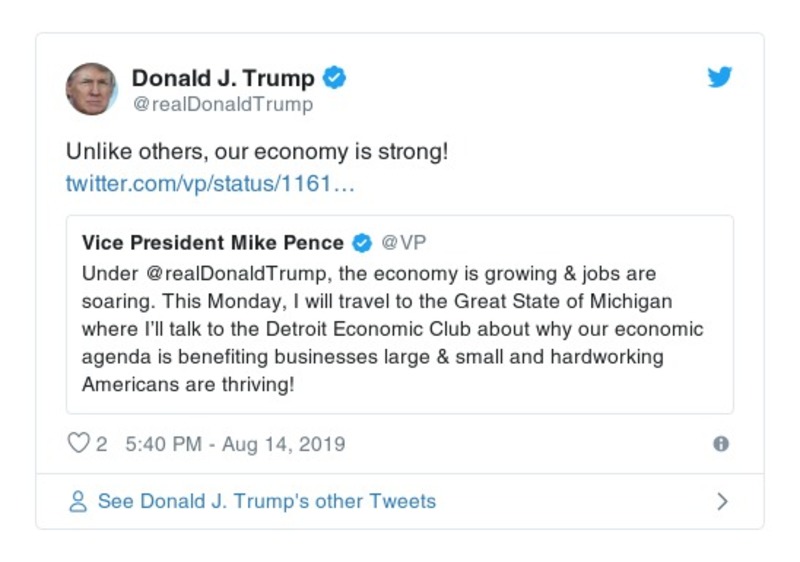 Donald J. Trump
@realDonaldTrump
Unlike others, our economy is strong!
twitter.com/vp/status/1161…
Vice President Mike Pence @VP
Under @realDonaldTrump, the economy is growing & jobs are
soaring. This Monday, I will travel to the Great State of Michigan
where I’ll talk to the Detroit Economic Club about why our economic
agenda is benefiting businesses large & small and hardworking
Americans are thriving!
2 5:40 PM - Aug 14, 2019
See Donald J. Trump's other Tweets